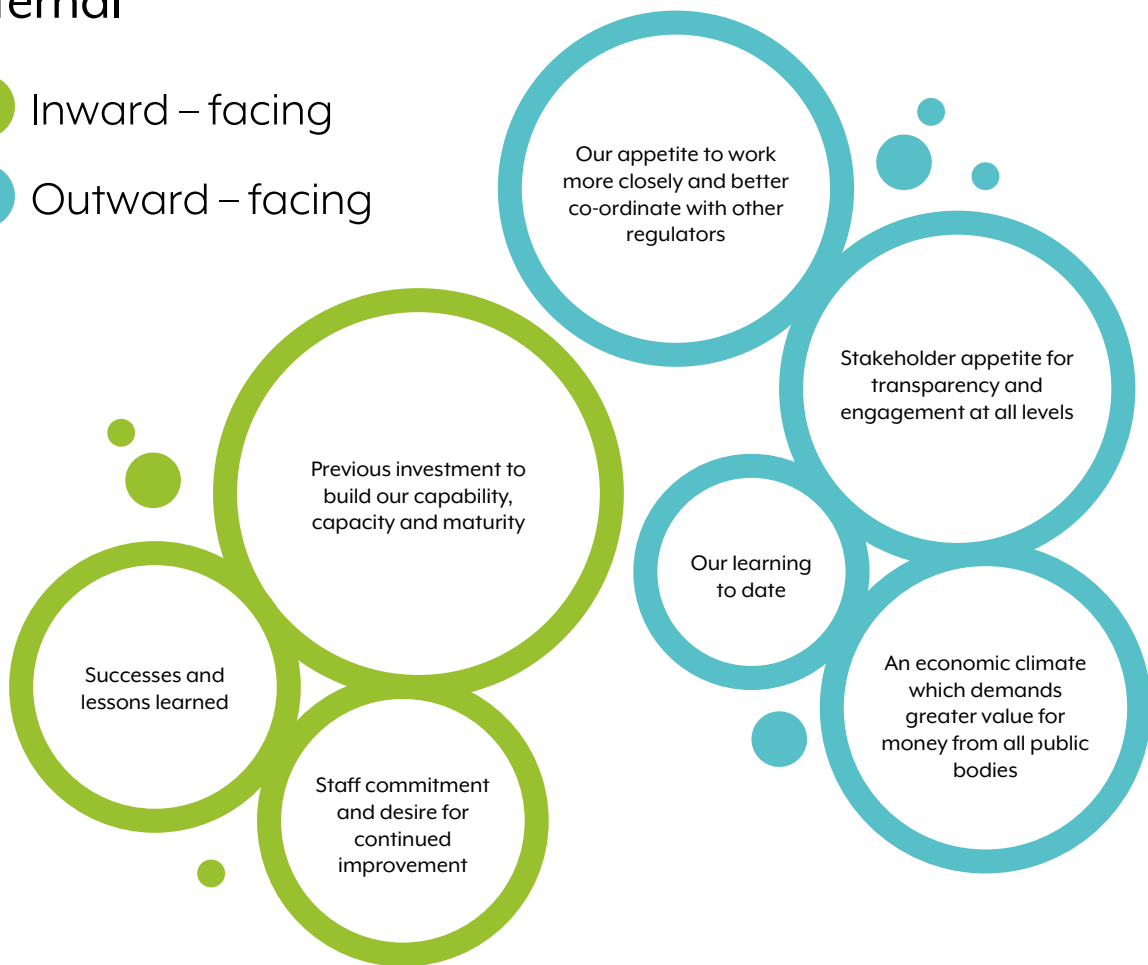 Inward – facing
Outward – facing
Our appetite to work
more closely and better
co-ordinate with other
regulators
Stakeholder appetite for
transparency and
engagement at all levels
Previous investment to
build our capability,
capacity and maturity
Our learning
to date
Successes and
lessons learned
An economic climate
which demands
greater value for
money from all public
bodies
Staff commitment
and desire for
continued
improvement